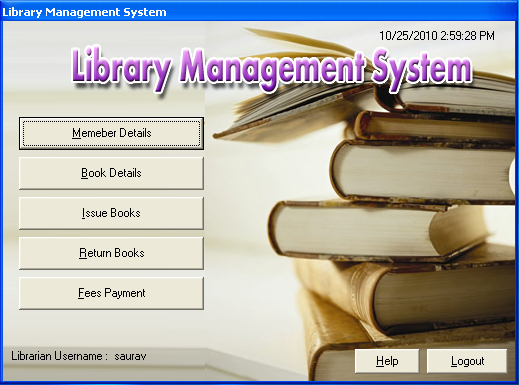 Library Management System
10/25/2010 2:59:28 PM
Library Management System
Memeber Details
Book Details
Issue Books
Return Books
Fees Payment
Librarian Username : saurav
Help
Logout